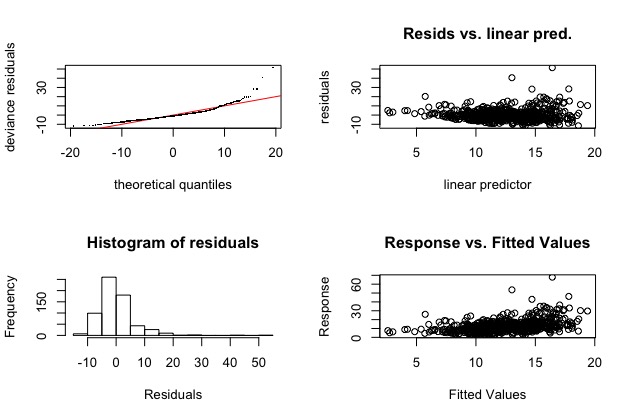 deviance residuals
-10 30
-20 -10 0 10 20
theoretical quantiles
Resids vs. linear pred.
residuals
-10 30
5 10 15 20
linear predictor
Histogram of residuals
Frequency
0 150
-10 0 10 20 30 40 50
Residuals
Response vs. Fitted Values
Response
0 30 60
5 10 15 20
Fitted Values